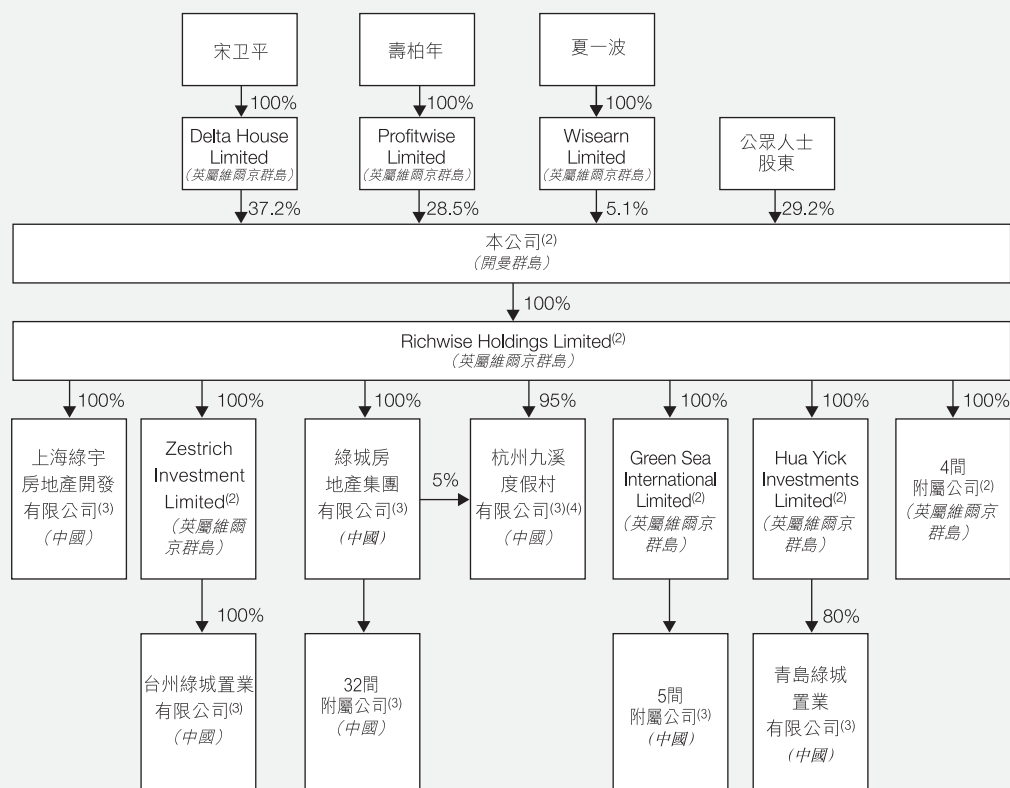 宋卫平
壽柏年
夏一波
100%
100%
100%
Delta House
Limited
（英屬維爾京群島）
Profitwise
Limited
（英屬維爾京群島）
Wisearn
Limited
（英屬維爾京群島）
公眾人士
股東
37.2%
28.5%
5.1%
29.2%
本公司(2)
（開曼群島）
100%
Richwise Holdings Limited(2)
（英屬維爾京群島）
100%
100%
100%
95%
100%
100%
100%
上海綠宇
房地產開發
有限公司(3)
（中國）
Zestrich
Investment
Limited(2)
（英屬維爾
京群島）
綠城房
地產集團
有限公司(3)
（中國）
5%
杭州九溪
度假村
有限公司(3)(4)
（中國）
Green Sea
International
Limited(2)
（英屬維爾京
群島）
Hua Yick
Investments
Limited(2)
（英屬維爾京
群島）
4間
附屬公司(2)
（英屬維爾京
群島）
100%
80%
台州綠城置業
有限公司(3)
（中國）
32間
附屬公司(3)
（中國）
5間
附屬公司(3)
（中國）
青島綠城
置業
有限公司(3)
（中國）